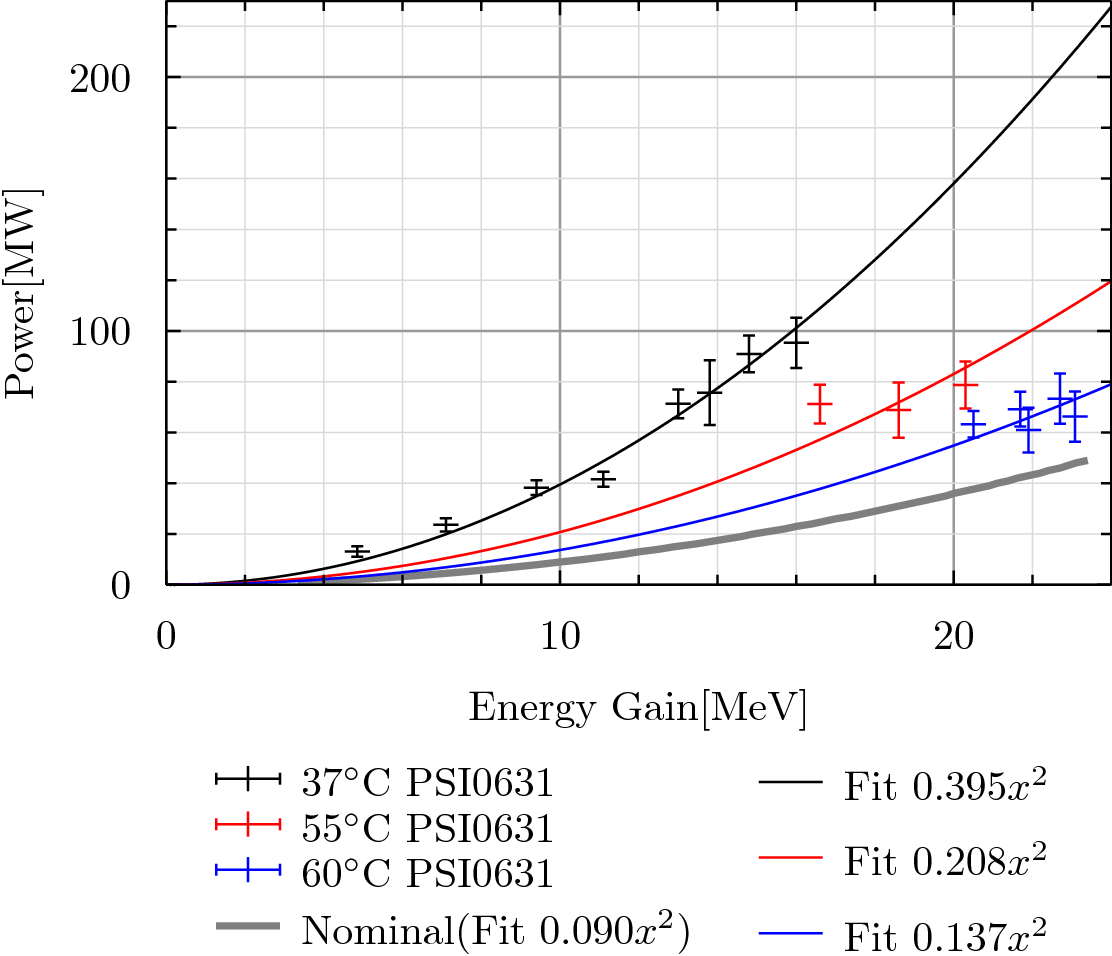 200
100
0
Power[MW]
0 10 20
Energy Gain[MeV]
37°C PSI0631
55°C PSI0631
60°C PSI0631
Nominal(Fit 0.090x²)
Fit 0.395x²
Fit 0.208x²
Fit 0.137x²